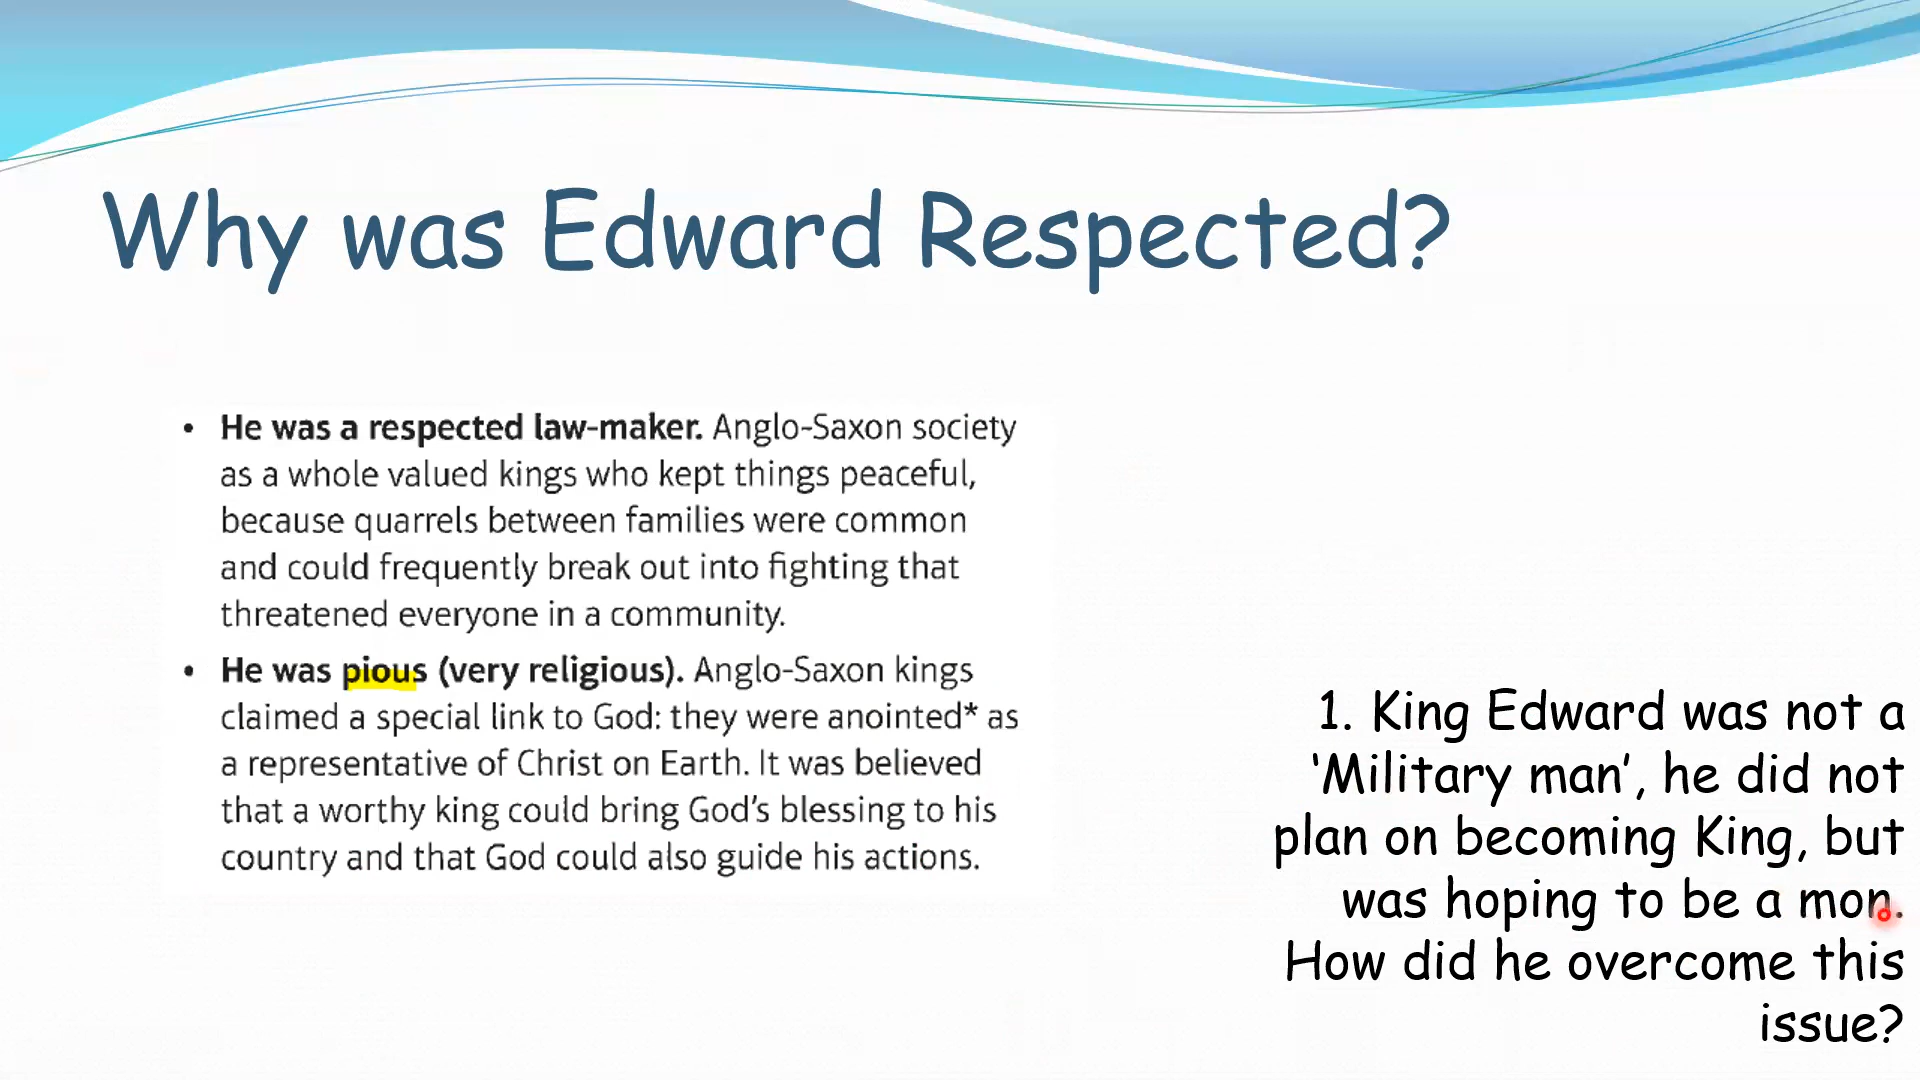 Why was Edward Respected?
• He was a respected law-maker. Anglo-Saxon society
as a whole valued kings who kept things peaceful,
because quarrels between families were common
and could frequently break out into fighting that
threatened everyone in a community.
• He was pious (very religious). Anglo-Saxon kings
claimed a special link to God: they were anointed* as
a representative of Christ on Earth. It was believed
that a worthy king could bring God's blessing to his
country and that God could also guide his actions.
1. King Edward was not a
‘Military man’, he did not
plan on becoming King, but
was hoping to be a mon.
How did he overcome this
issue?